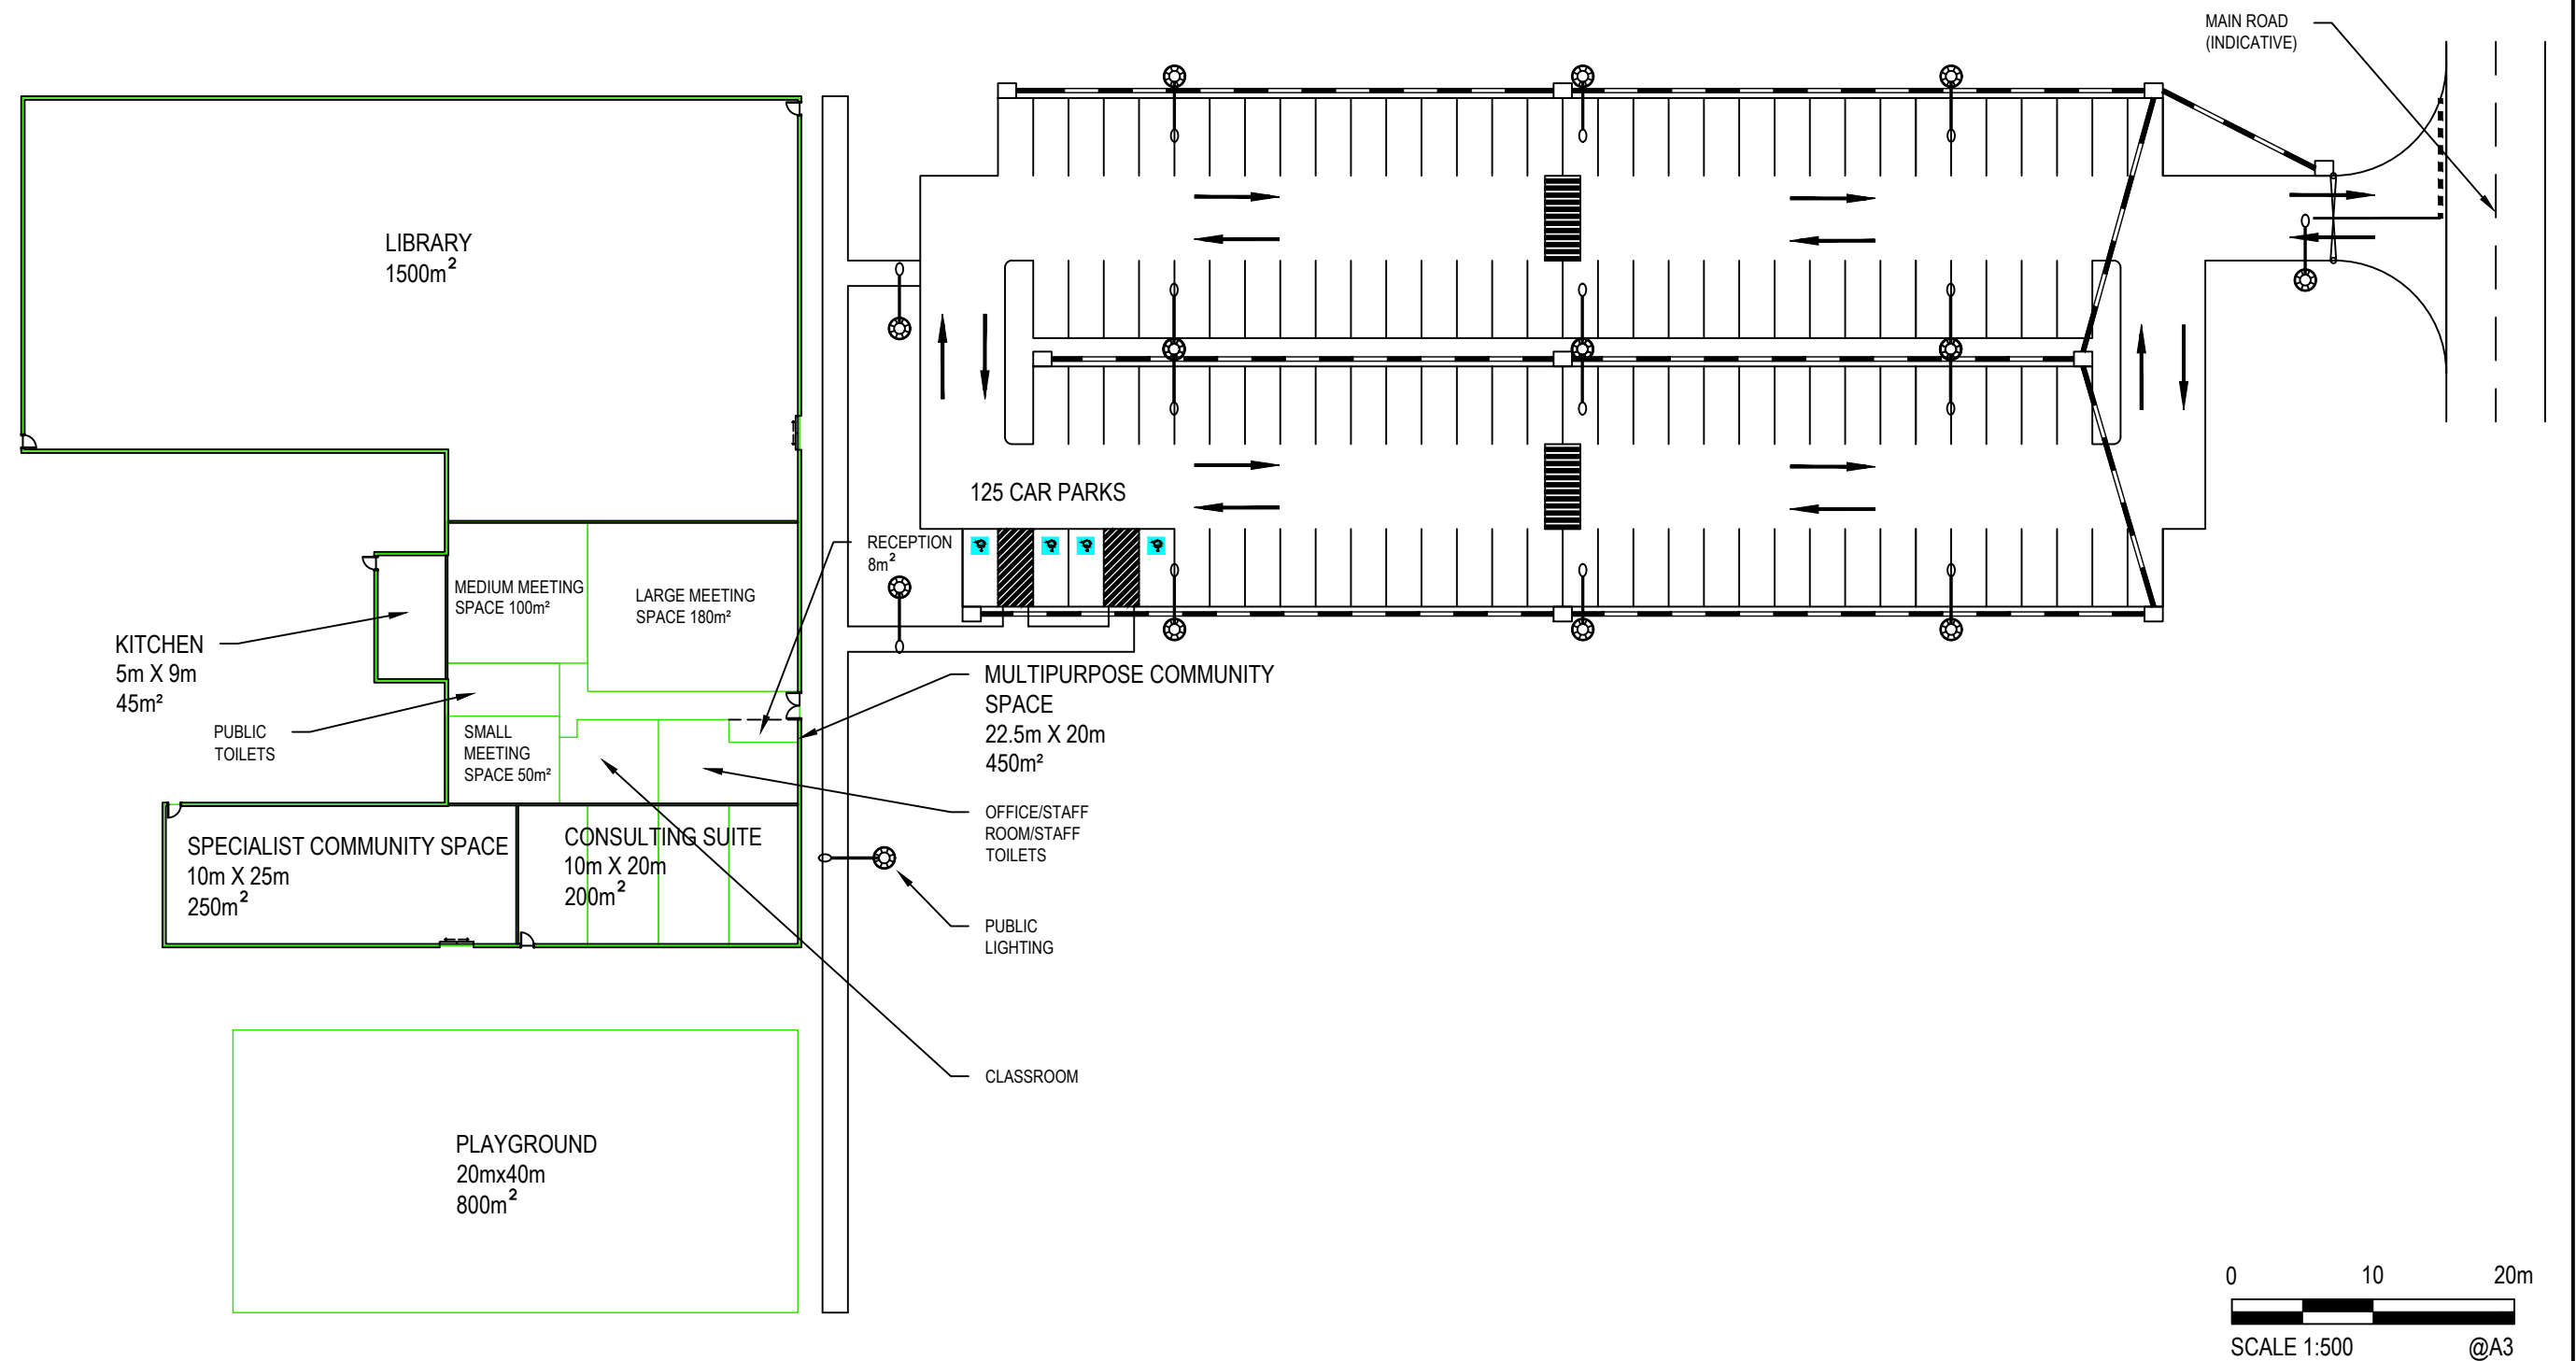 MAIN ROAD
(INDICATIVE)
LIBRARY
1500m²
125 CAR PARKS
RECEPTION
8m²
MEDIUM MEETING
SPACE 100m²
LARGE MEETING
SPACE 180m²
KITCHEN
5m X 9m
45m²
PUBLIC
TOILETS
SMALL
MEETING
SPACE 50m²
MULTIPURPOSE COMMUNITY
SPACE
22.5m X 20m
450m²
OFFICE/STAFF
ROOM/STAFF
TOILETS
SPECIALIST COMMUNITY SPACE
10m X 25m
250m²
CONSULTING SUITE
10m X 20m
200m²
PUBLIC
LIGHTING
CLASSROOM
PLAYGROUND
20mx40m
800m²
0 10 20m
SCALE 1:500 @A3